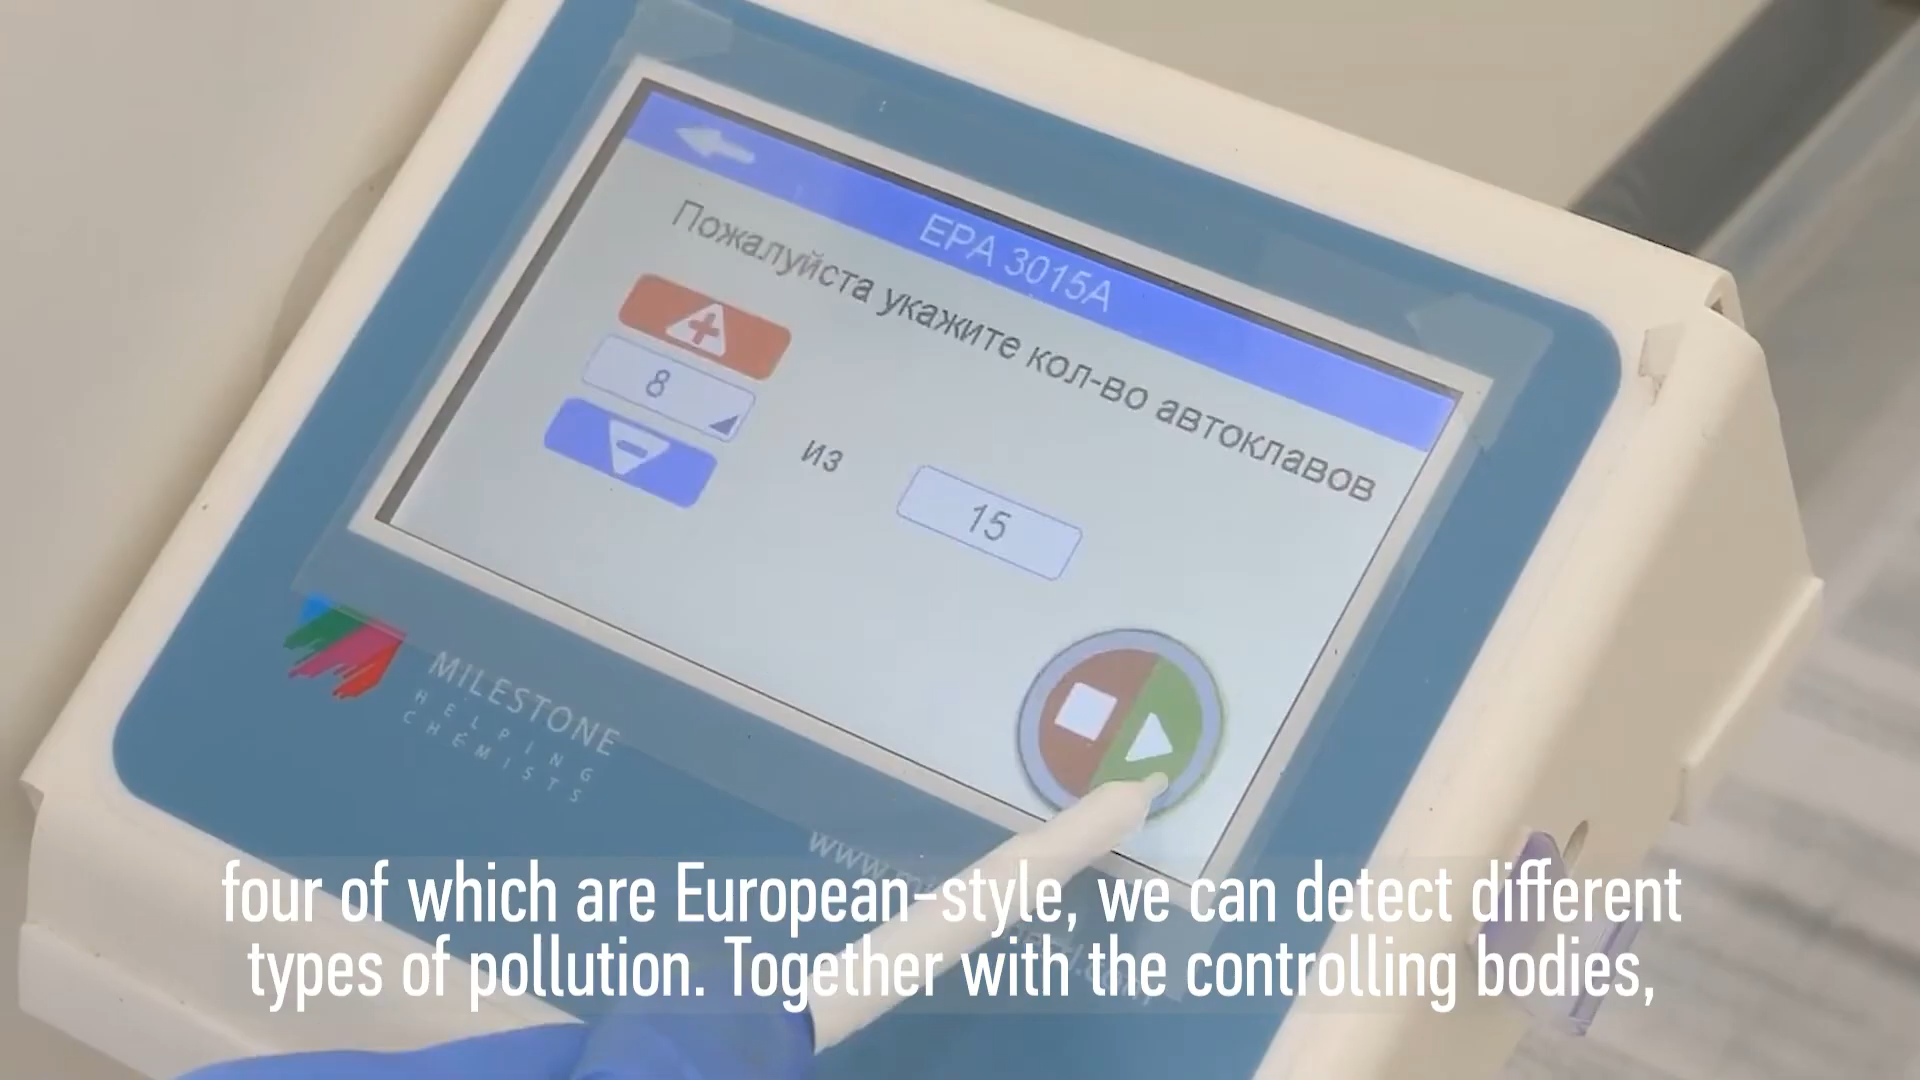 EPA 3015A
Пожалуйста укажите кол-во автоклавов
8
из
15
MILESTONE
HELPING
CHEMISTS
four of which are European-style, we can detect different
types of pollution. Together with the controlling bodies,